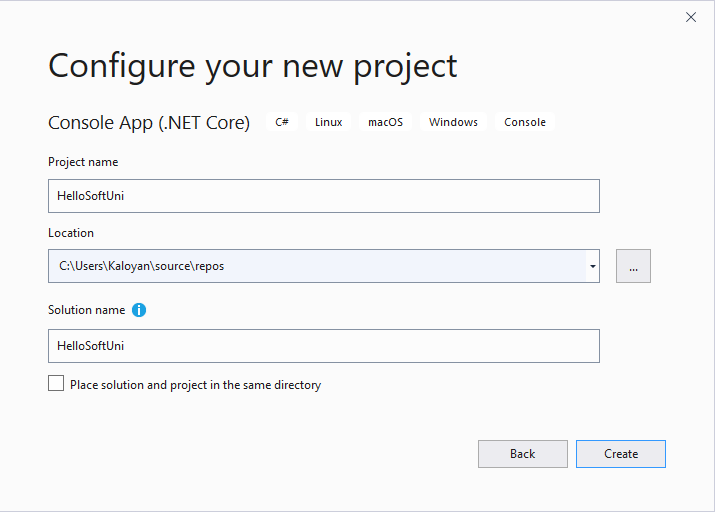 Configure your new project
Console App (.NET Core) C# Linux macOS Windows Console
Project name
HelloSoftUni
Location
C:\Users\Kaloyan\source\repos
...
Solution name
HelloSoftUni
Place solution and project in the same directory
Back Create